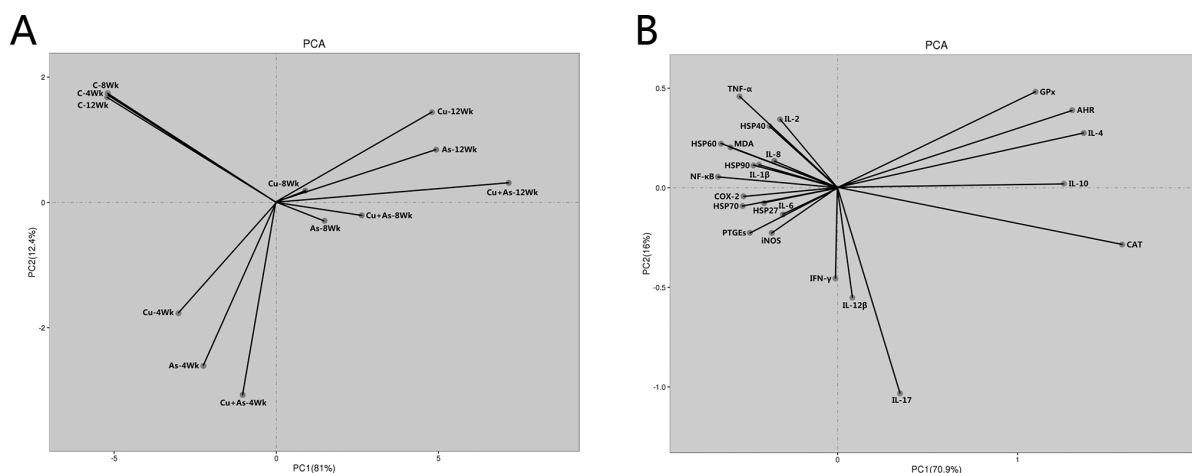 A
PCA
2
0
-2
PC2(12.4%)
C-8Wk
C-4Wk
C-12Wk
Cu-12Wk
As-12Wk
Cu-8Wk
Cu+As-12Wk
Cu+As-8Wk
As-8Wk
Cu-4Wk
As-4Wk
Cu+As-4Wk
-5
0
5
PC1(81%)
B
PCA
0.5
0.0
-0.5
-1.0
PC2(16%)
TNF-α
GPx
IL-2
AHR
HSP40
IL-4
HSP60
MDA
IL-8
HSP90
IL-1β
NF-κB
IL-10
COX-2
HSP70
HSP27
IL-6
PTGEs
iNOS
CAT
IFN-γ
IL-12β
IL-17
0
1
PC1(70.9%)